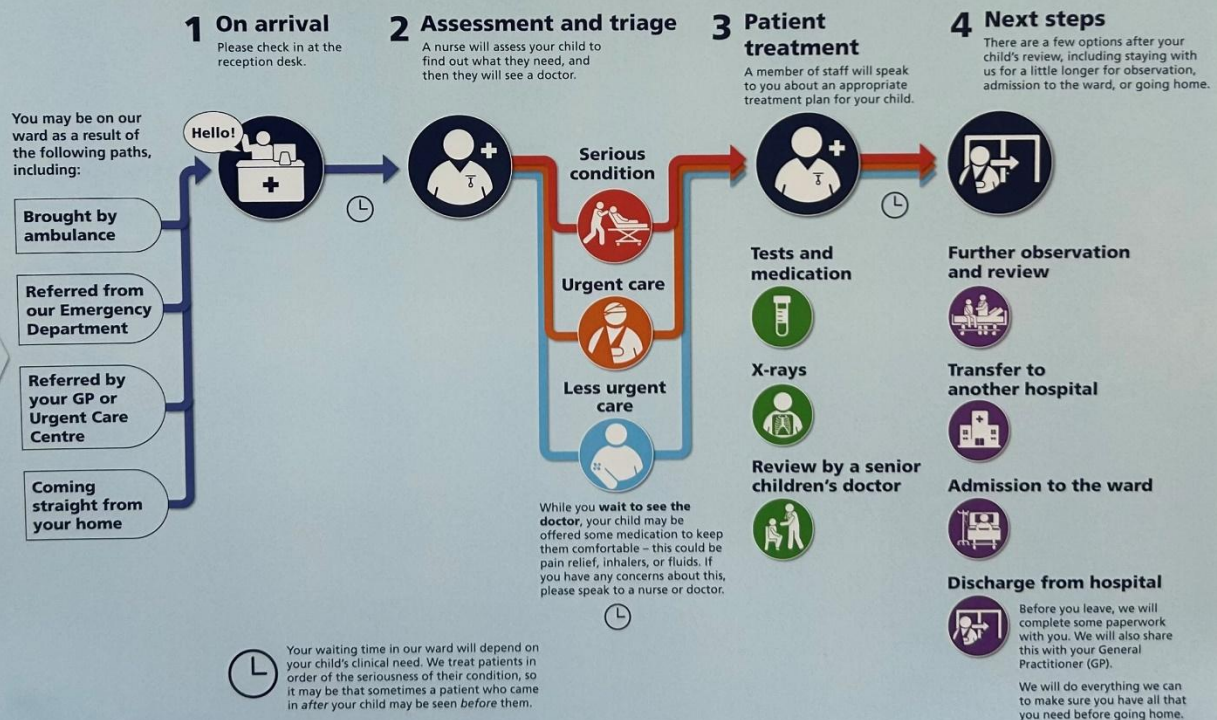 1 On arrival
Please check in at the
reception desk.
2 Assessment and triage
A nurse will assess your child to
find out what they need, and
then they will see a doctor.
3 Patient
treatment
A member of staff will speak
to you about an appropriate
treatment plan for your child.
4 Next steps
There are a few options after your
child's review, including staying with
us for a little longer for observation,
admission to the ward, or going home.
You may be on our
ward as a result of
the following paths,
including:
Brought by
ambulance
Referred from
our Emergency
Department
Referred by
your GP or
Urgent Care
Centre
Coming
straight from
your home
Hello!
Serious
condition
Urgent care
Less urgent
care
While you wait to see the
doctor, your child may be
offered some medication to keep
them comfortable – this could be
pain relief, inhalers, or fluids. If
you have any concerns about this,
please speak to a nurse or doctor.
Tests and
medication
X-rays
Review by a senior
children's doctor
Further observation
and review
Transfer to
another hospital
Admission to the ward
Discharge from hospital
Before you leave, we will
complete some paperwork
with you. We will also share
this with your General
Practitioner (GP).
We will do everything we can
to make sure you have all that
you need before going home.
Your waiting time in our ward will depend on
your child's clinical need. We treat patients in
order of the seriousness of their condition, so
it may be that sometimes a patient who came
in after your child may be seen before them.